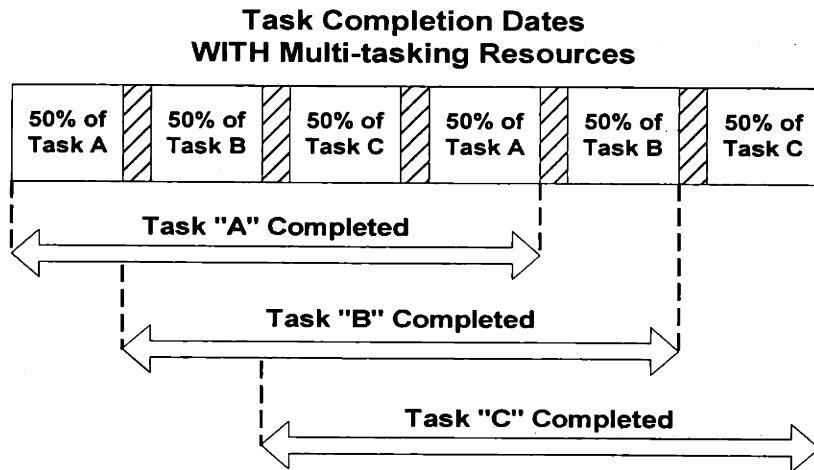 Task Completion Dates
WITH Multi-tasking Resources
50% of
Task A
50% of
Task B
50% of
Task C
50% of
Task A
50% of
Task B
50% of
Task C
Task "A" Completed
Task "B" Completed
Task "C" Completed